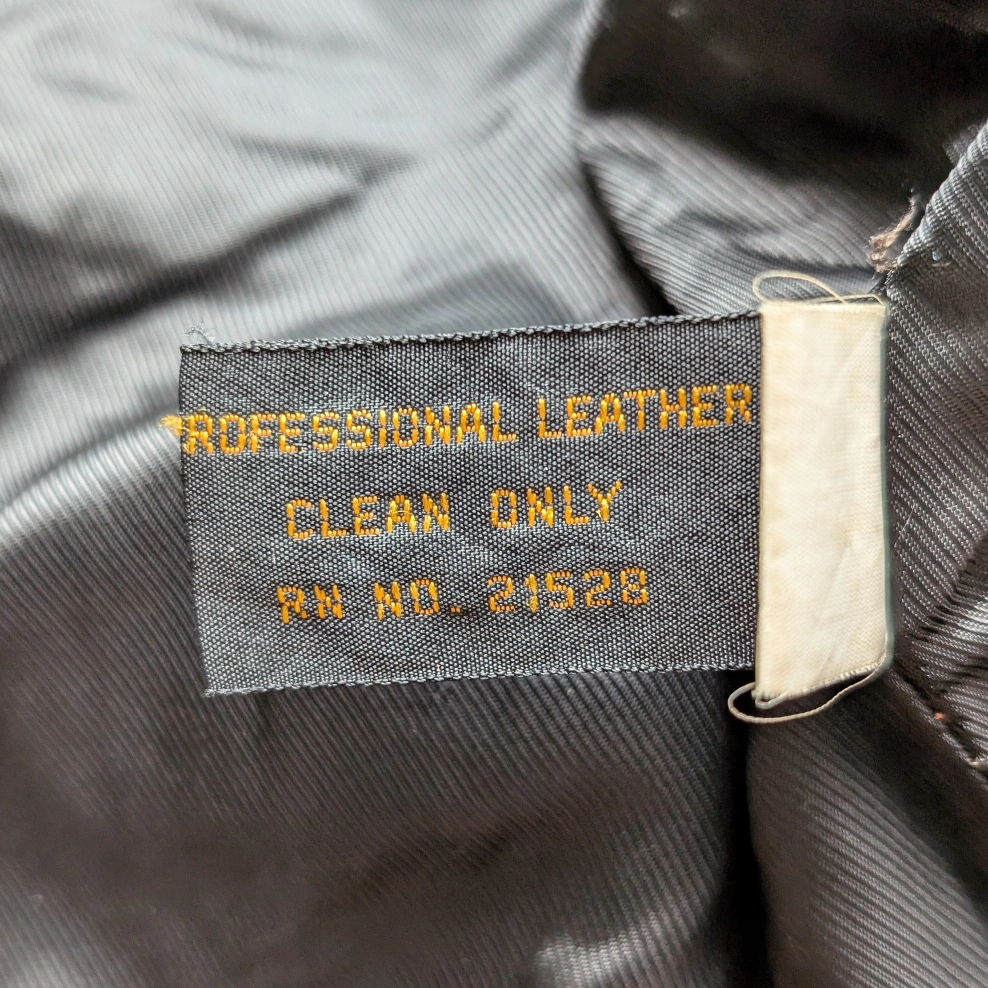 PROFESSIONAL LEATHER
CLEAN ONLY
RN NO. 21528